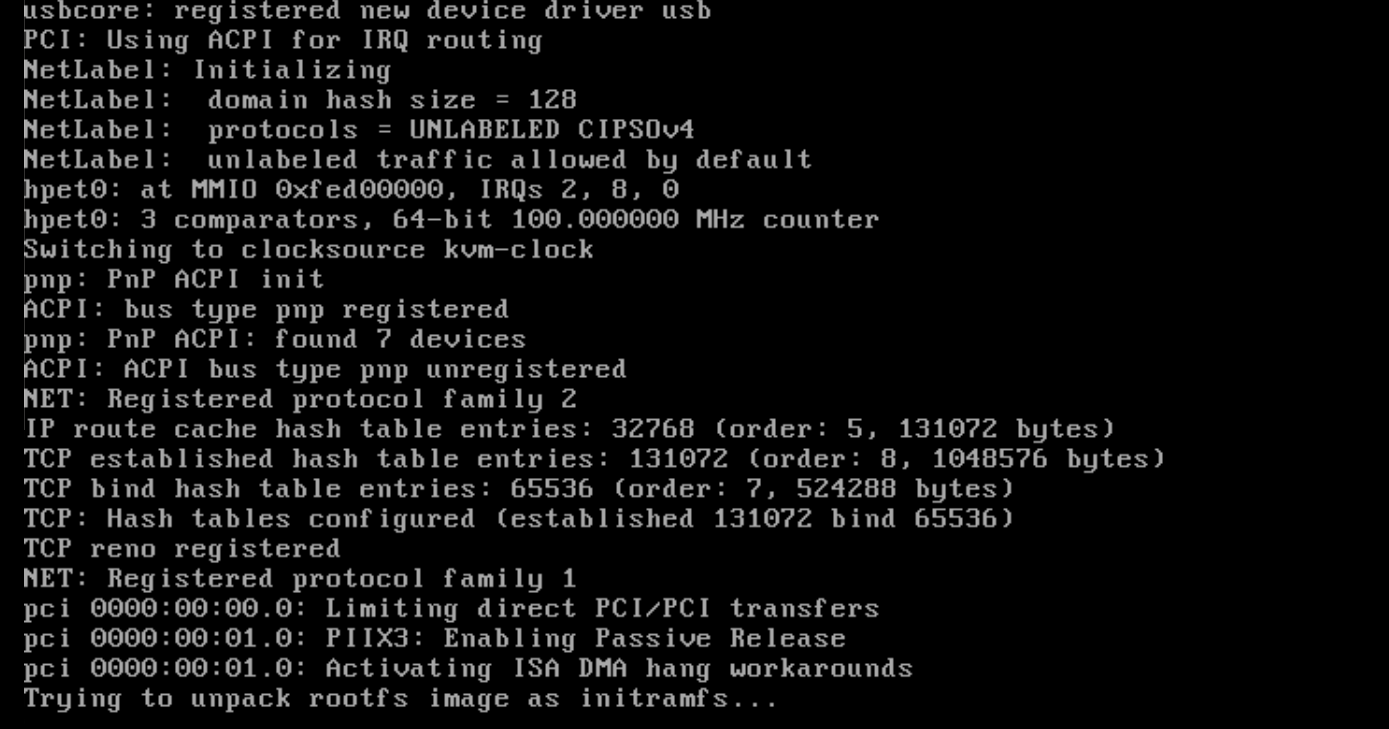 usbcore: registered new device driver usb
PCI: Using ACPI for IRQ routing
NetLabel: Initializing
NetLabel:  domain hash size = 128
NetLabel:  protocols = UNLABELED CIPSOv4
NetLabel:  unlabeled traffic allowed by default
hpet0: at MMIO 0xfed00000, IRQs 2, 8, 0
hpet0: 3 comparators, 64-bit 100.000000 MHz counter
Switching to clocksource kvm-clock
pnp: PnP ACPI init
ACPI: bus type pnp registered
pnp: PnP ACPI: found 7 devices
ACPI: ACPI bus type pnp unregistered
NET: Registered protocol family 2
IP route cache hash table entries: 32768 (order: 5, 131072 bytes)
TCP established hash table entries: 131072 (order: 8, 1048576 bytes)
TCP bind hash table entries: 65536 (order: 7, 524288 bytes)
TCP: Hash tables configured (established 131072 bind 65536)
TCP reno registered
NET: Registered protocol family 1
pci 0000:00:00.0: Limiting direct PCI/PCI transfers
pci 0000:00:01.0: PIIX3: Enabling Passive Release
pci 0000:00:01.0: Activating ISA DMA hang workarounds
Trying to unpack rootfs image as initramfs...